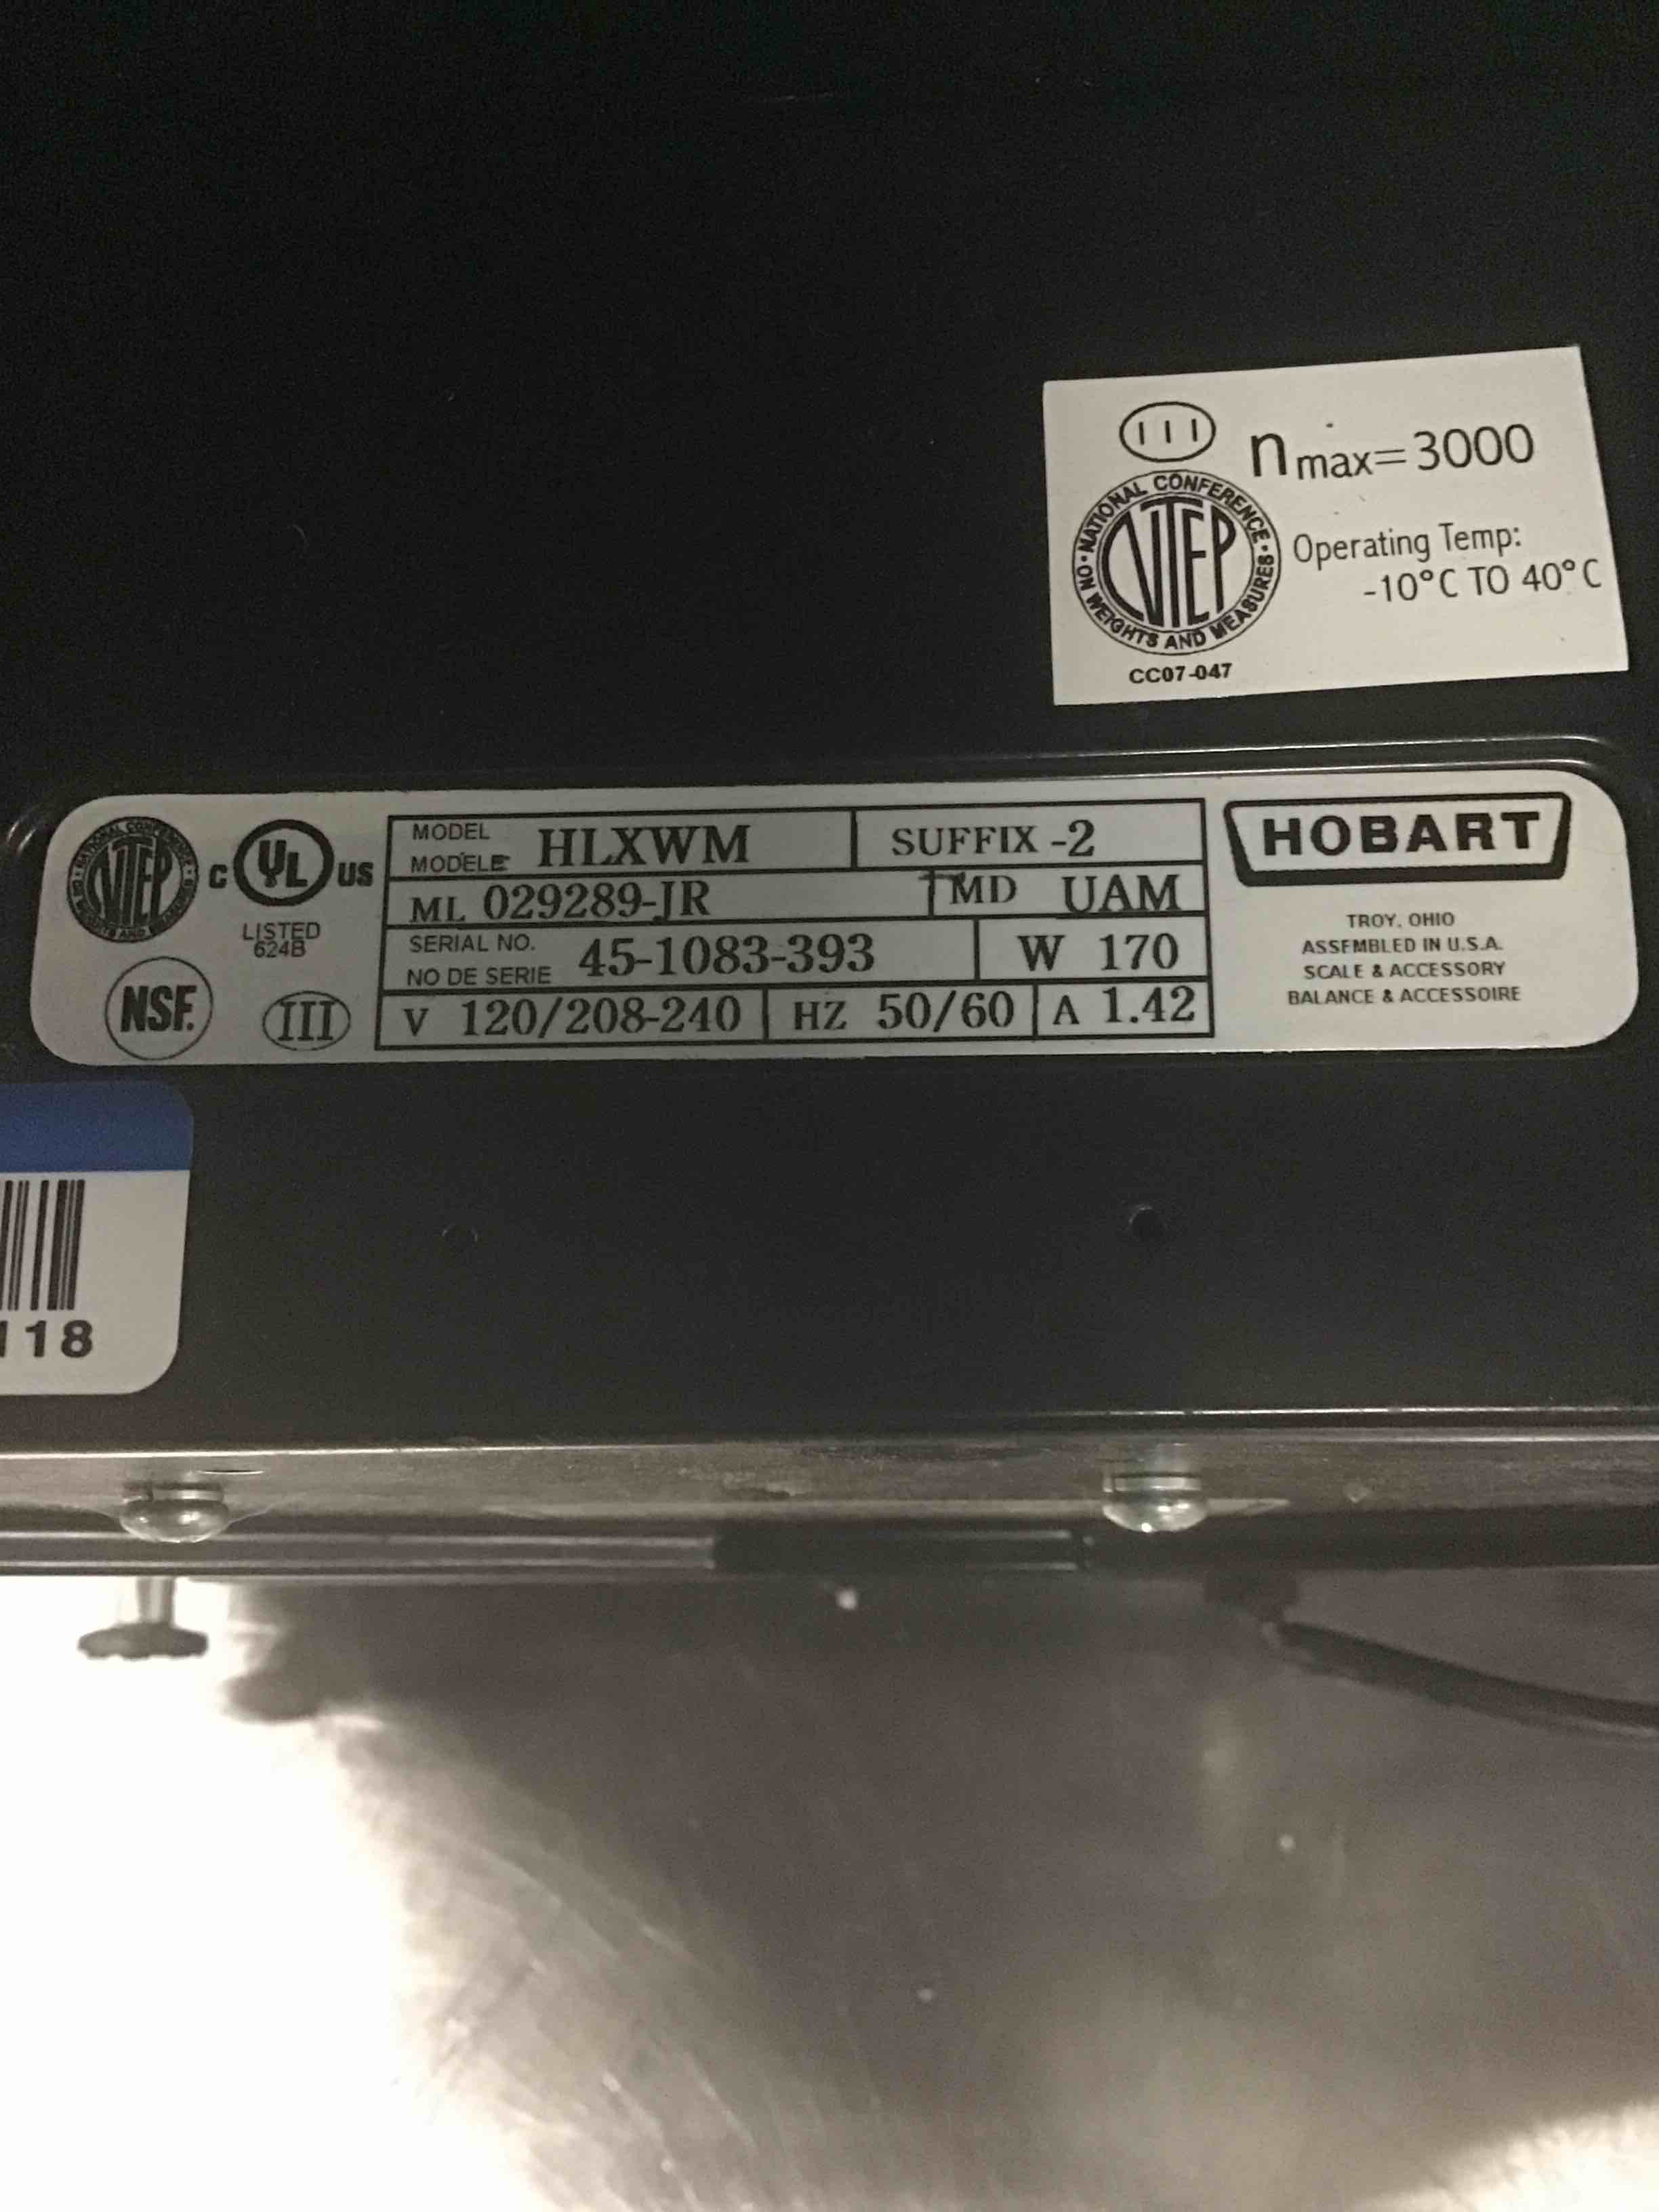 III n max=3000
NATIONAL CONFERENCE ON WEIGHTS AND MEASURES
NTEP
Operating Temp:
-10°C TO 40°C
CC07-047
NTEP
C UL US
LISTED
624B
NSF.
III
MODEL
MODELE HLXWM SUFFIX -2
ML 029289-JR MD UAM
SERIAL NO.
NO DE SERIE 45-1083-393 W 170
V 120/208-240 HZ 50/60 A 1.42
HOBART
TROY, OHIO
ASSEMBLED IN U.S.A.
SCALE & ACCESSORY
BALANCE & ACCESSOIRE
118